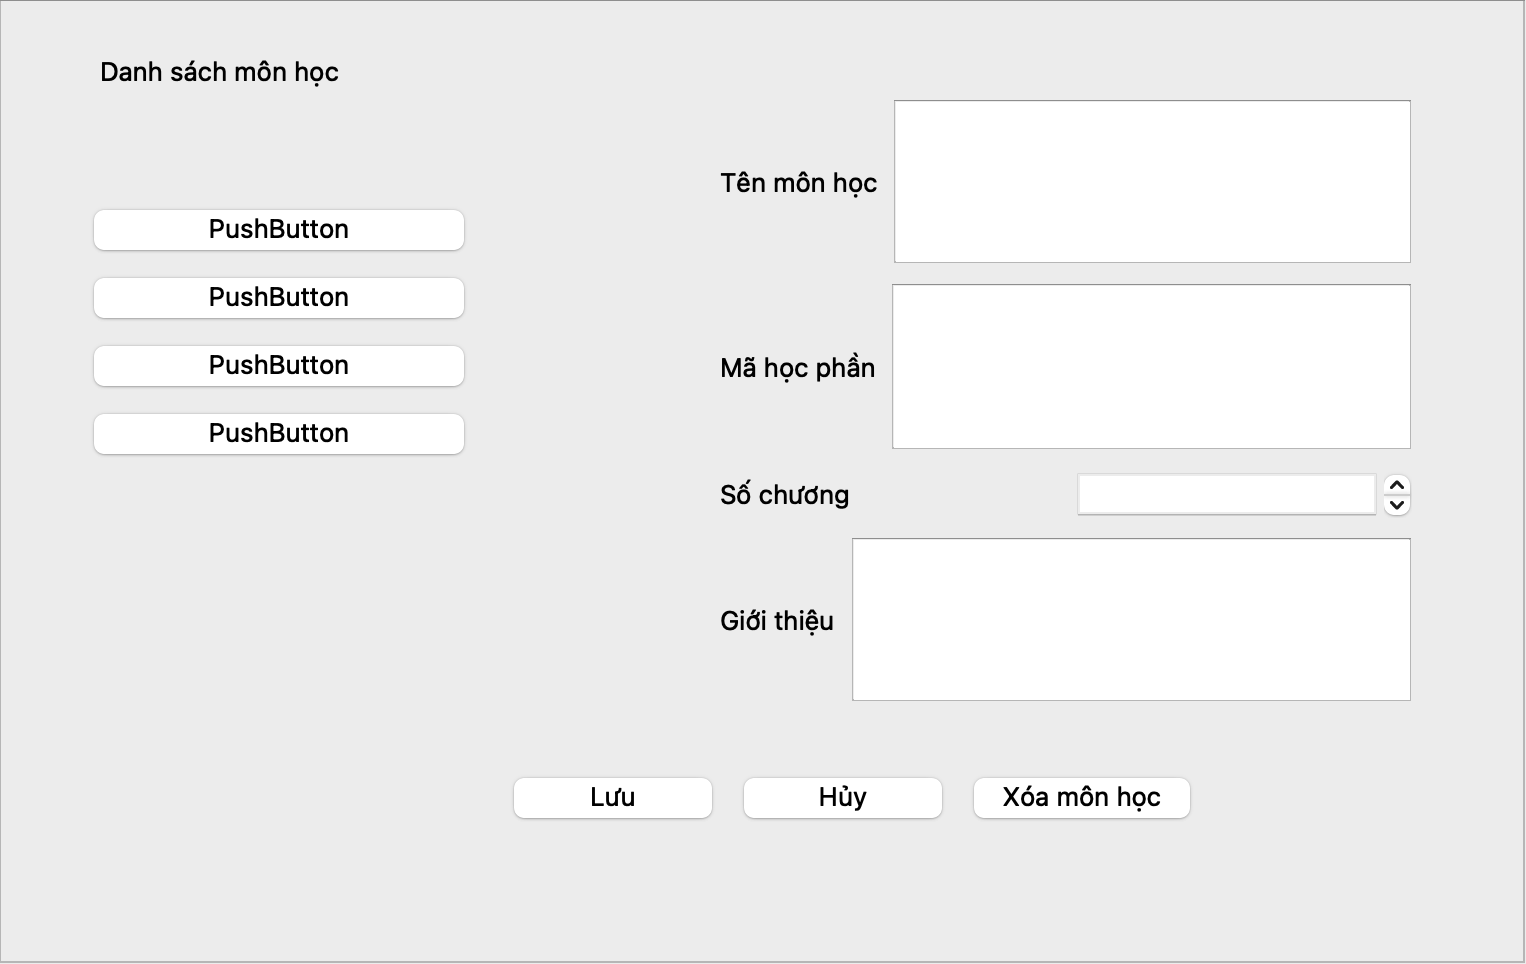 Danh sách môn học
PushButton
PushButton
PushButton
PushButton
Tên môn học
Mã học phần
Số chương
Giới thiệu
Lưu
Hủy
Xóa môn học